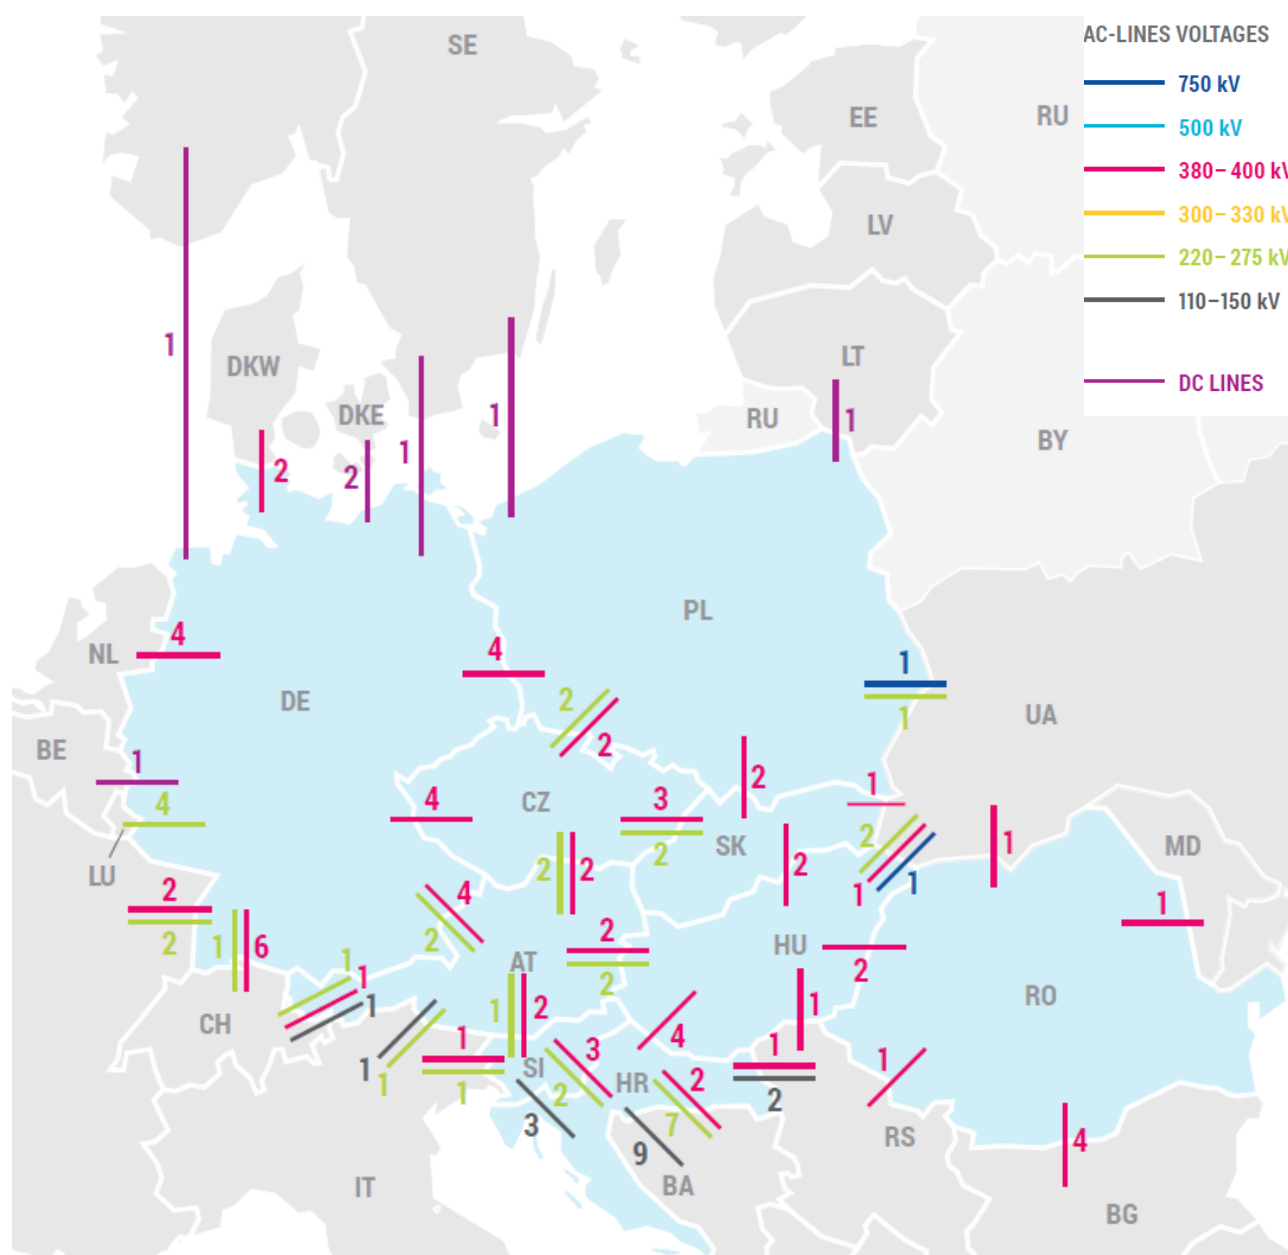 AC-LINES VOLTAGES
750 kV
500 kV
380–400 kV
300–330 kV
220–275 kV
110–150 kV
DC LINES
SE
EE
RU
LV
LT
1
DKW
DKE
RU
1
BY
1
1
2
2
PL
NL
4
4
DE
1
1
UA
2
2
BE
1
4
2
1
CZ
4
3
2
SK
2
2
1
1
1
MD
LU
2
2
2
2
4
2
1
6
1
HU
2
RO
AT
2
2
1
1
1
CH
1
2
1
1
1
1
1
SI
3
2
HR
4
2
7
1
2
1
RS
3
9
BA
IT
4
BG